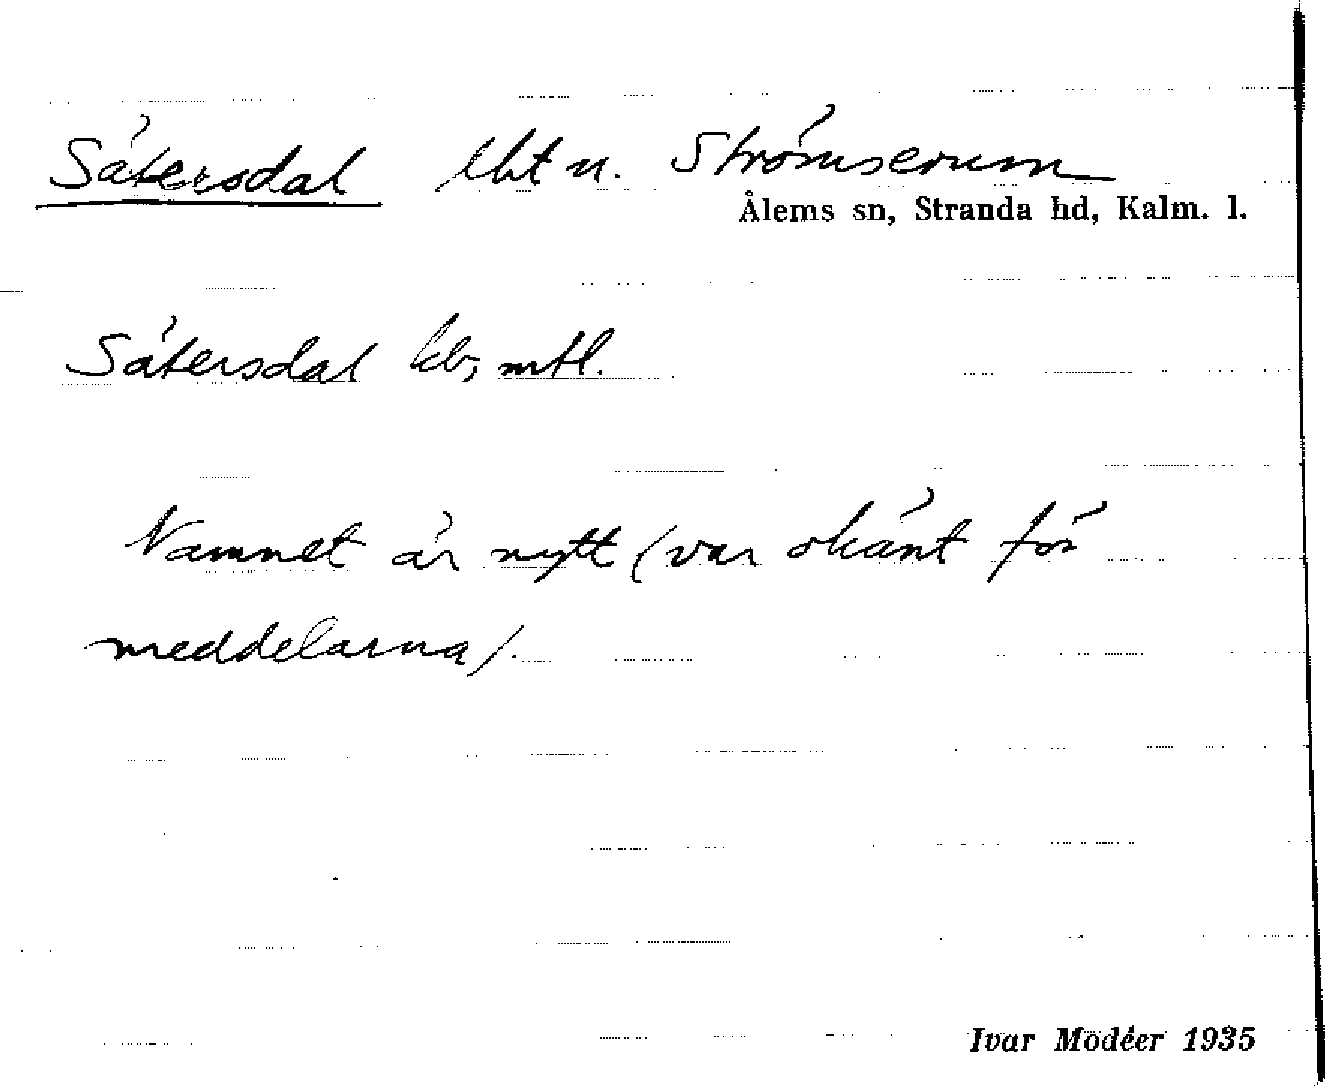 Sätersdal lht u. Strömserum
Ålems sn, Stranda hd, Kalm. l.
Sätersdal kb, mtl.
Namnet är nytt (var okänt för
meddelarna).
Ivar Modéer 1935